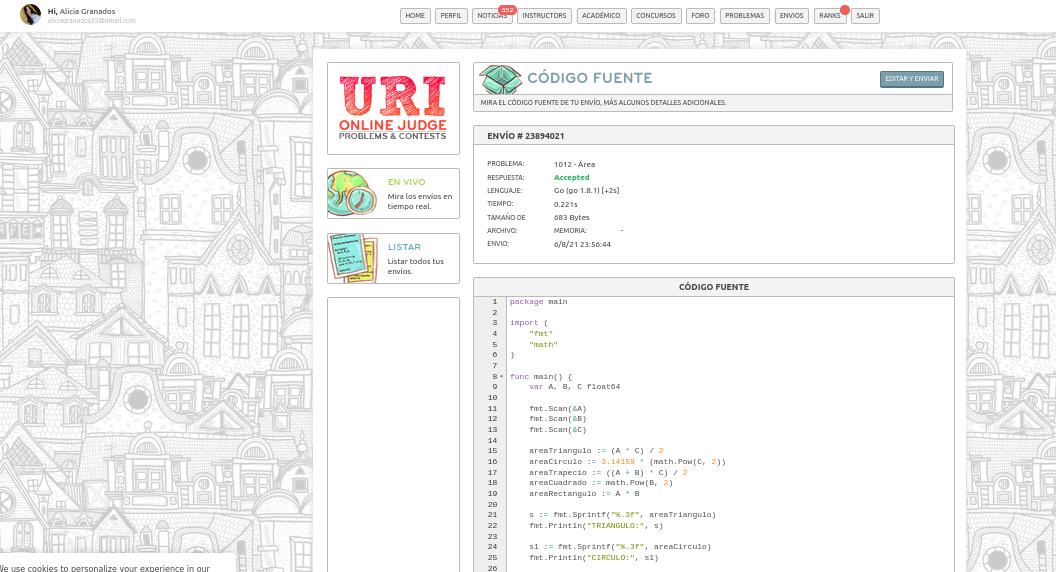 Hi, Alicia Granados
aliciagranados35@gmail.com
HOME PERFIL NOTICIAS 352 INSTRUCTORS ACADÉMICO CONCURSOS FORO PROBLEMAS ENVIOS RANKS SALIR
URI
ONLINE JUDGE
PROBLEMS & CONTESTS
EN VIVO
Mira los envíos en
tiempo real.
LISTAR
Listar todos tus
envíos.
CÓDIGO FUENTE
EDITAR Y ENVIAR
MIRA EL CÓDIGO FUENTE DE TU ENVÍO, MÁS ALGUNOS DETALLES ADICIONALES.
ENVÍO # 23894021
PROBLEMA: 1012 - Área
RESPUESTA: Accepted
LENGUAJE: Go (go 1.8.1) [+2s]
TIEMPO: 0.221s
TAMAÑO DE 683 Bytes
ARCHIVO: MEMORIA: -
ENVIO: 6/8/21 23:56:44
CÓDIGO FUENTE
1 package main
2
3 import (
4 "fmt"
5 "math"
6 )
7
8 func main() {
9 var A, B, C float64
10
11 fmt.Scan(&A)
12 fmt.Scan(&B)
13 fmt.Scan(&C)
14
15 areaTriangulo := (A * C) / 2
16 areaCirculo := 3.14159 * (math.Pow(C, 2))
17 areaTrapecio := ((A + B) * C) / 2
18 areaCuadrado := math.Pow(B, 2)
19 areaRectangulo := A * B
20
21 s := fmt.Sprintf("%.3f", areaTriangulo)
22 fmt.Println("TRIANGULO:", s)
23
24 s1 := fmt.Sprintf("%.3f", areaCirculo)
25 fmt.Println("CIRCULO:", s1)
26
We use cookies to personalize your experience in our